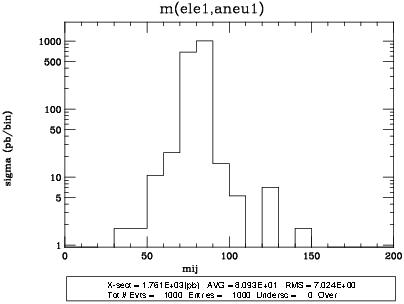 m(ele1,aneu1)
sigma (pb/bin)
1000
500
100
50
10
5
1
0 50 100 150 200
mij
X-sect = 1.761E+03(pb) AVG = 8.093E+01 RMS = 7.024E+00
Tot # Evts = 1000 Entries = 1000 Undersc = 0 Over